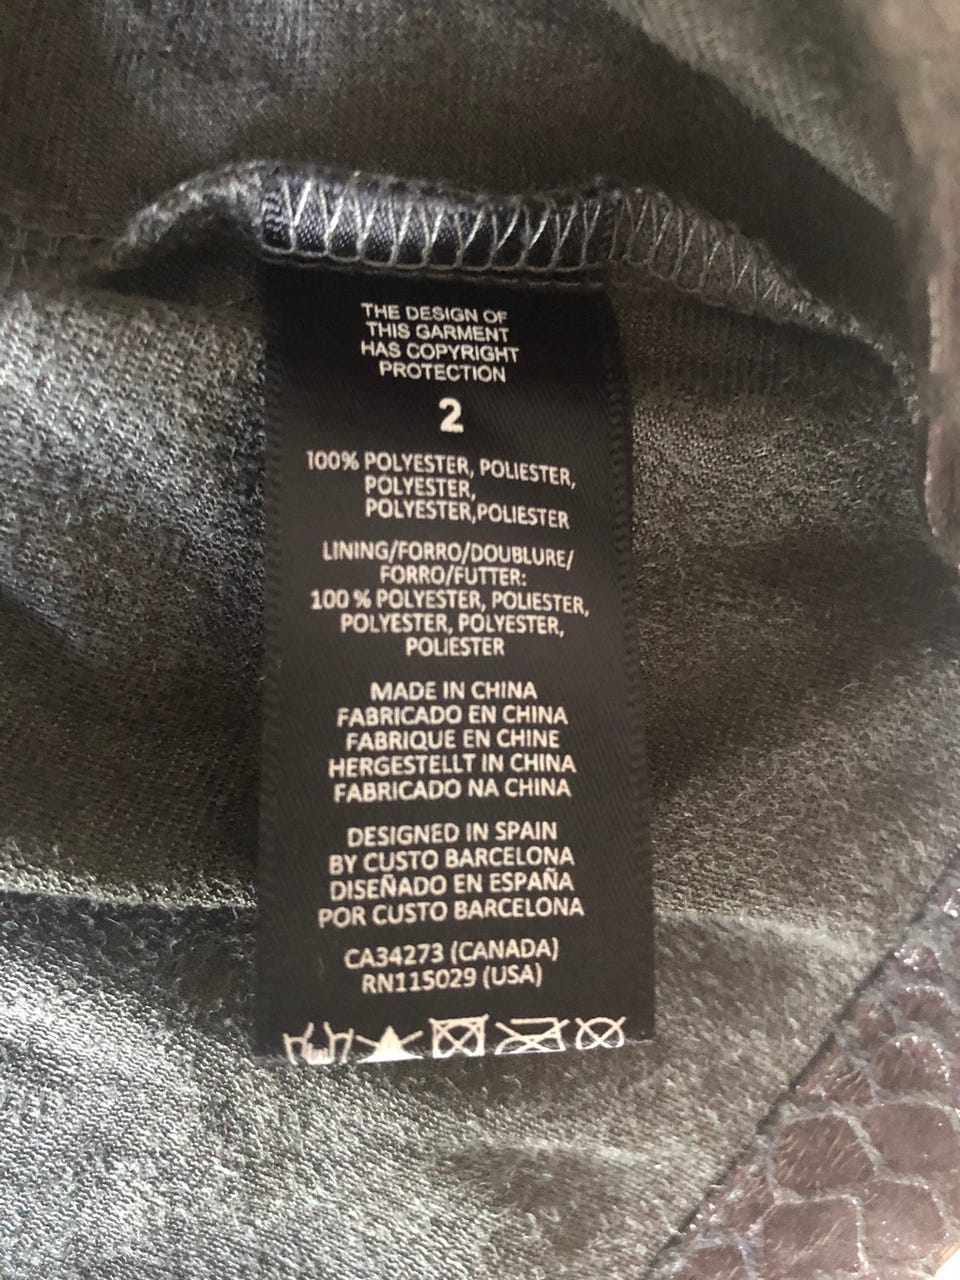 THE DESIGN OF
THIS GARMENT
HAS COPYRIGHT
PROTECTION
2
100% POLYESTER, POLIESTER,
POLYESTER,
POLYESTER,POLIESTER
LINING/FORRO/DOUBLURE/
FORRO/FUTTER:
100 % POLYESTER, POLIESTER,
POLYESTER, POLYESTER,
POLIESTER
MADE IN CHINA
FABRICADO EN CHINA
FABRIQUE EN CHINE
HERGESTELLT IN CHINA
FABRICADO NA CHINA
DESIGNED IN SPAIN
BY CUSTO BARCELONA
DISEÑADO EN ESPAÑA
POR CUSTO BARCELONA
CA34273 (CANADA)
RN115029 (USA)